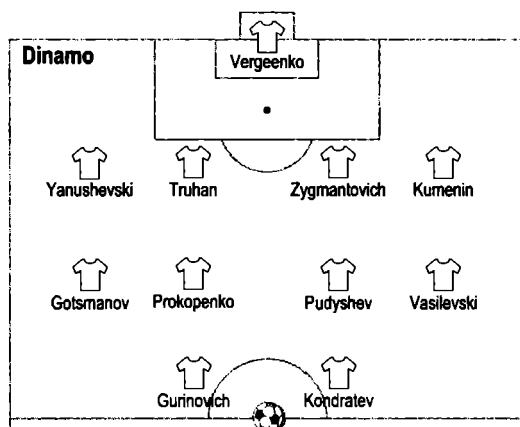 Dinamo
Vergeenko
Yanushevski Truhan Zygmantovich Kumenin
Gotsmanov Prokopenko Pudyshev Vasilevski
Gurinovich Kondratev